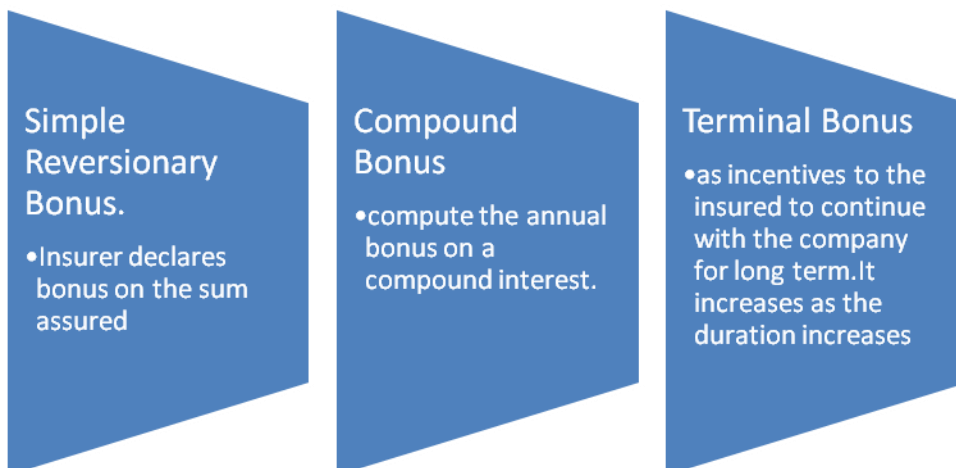 Simple
Reversionary
Bonus.
•Insurer declares
bonus on the sum
assured
Compound
Bonus
•compute the annual
bonus on a
compound interest.
Terminal Bonus
•as incentives to the
insured to continue
with the company
for long term.It
increases as the
duration increases